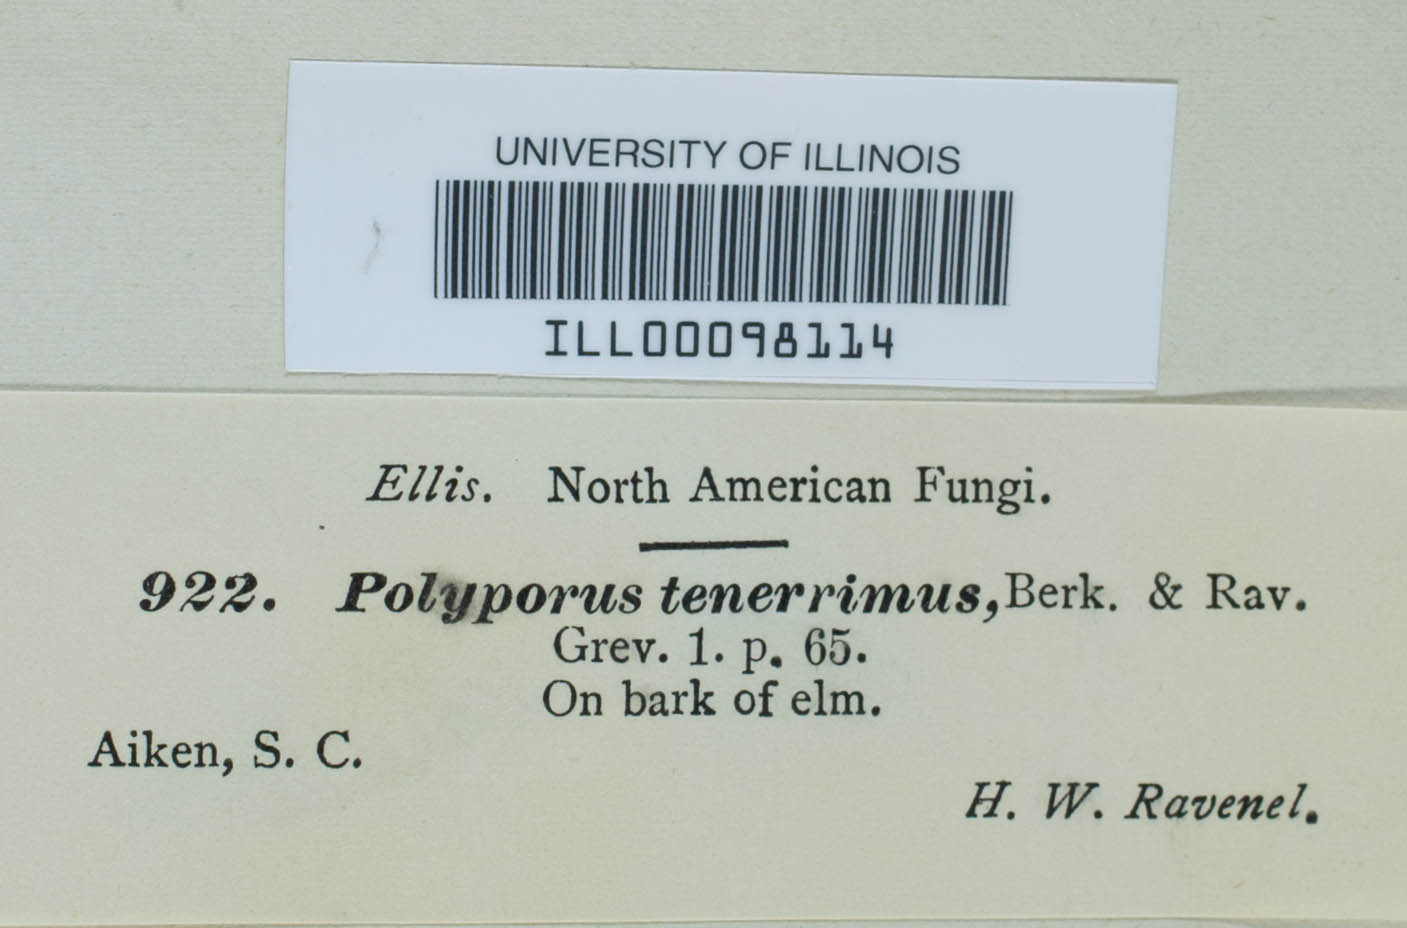 UNIVERSITY OF ILLINOIS
ILL00098114
Ellis. North American Fungi.
922. Polyporus tenerrimus, Berk. & Rav.
Grev. 1. p. 65.
On bark of elm.
Aiken, S. C.
H. W. Ravenel.